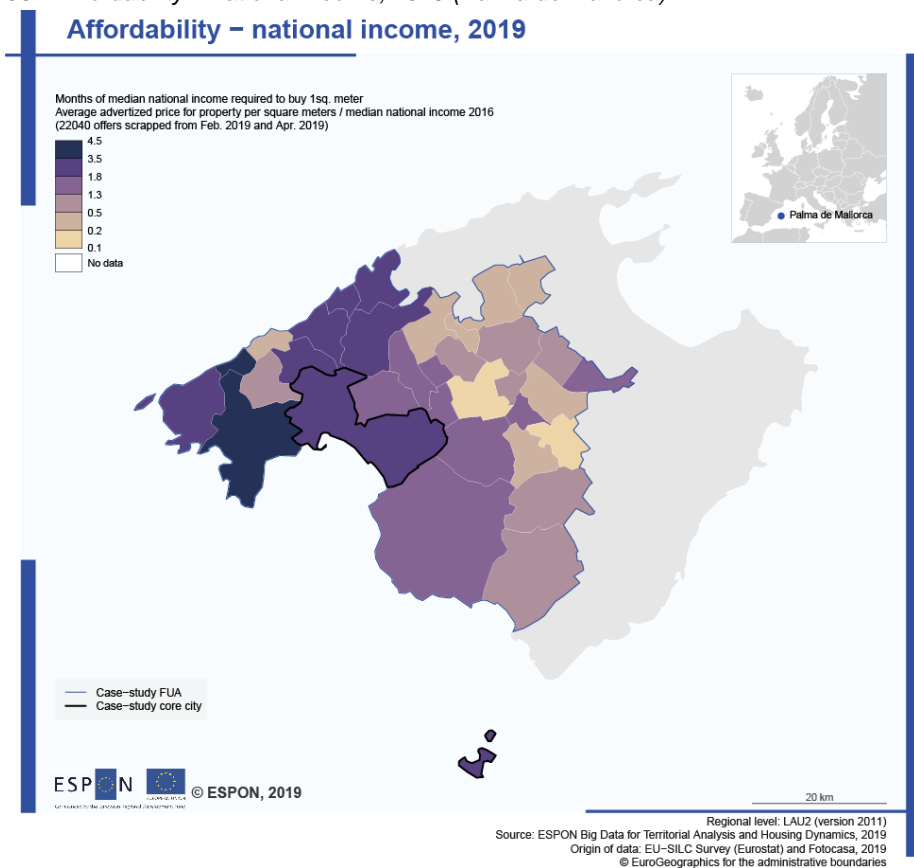 Affordability − national income, 2019
Months of median national income required to buy 1sq. meter
Average advertized price for property per square meters / median national income 2016
(22040 offers scrapped from Feb. 2019 and Apr. 2019)
4.5
3.5
1.8
1.3
0.5
0.2
0.1
No data
Palma de Mallorca
Case−study FUA
Case−study core city
ESPON
© ESPON, 2019
20 km
Regional level: LAU2 (version 2011)
Source: ESPON Big Data for Territorial Analysis and Housing Dynamics, 2019
Origin of data: EU−SILC Survey (Eurostat) and Fotocasa, 2019
© EuroGeographics for the administrative boundaries